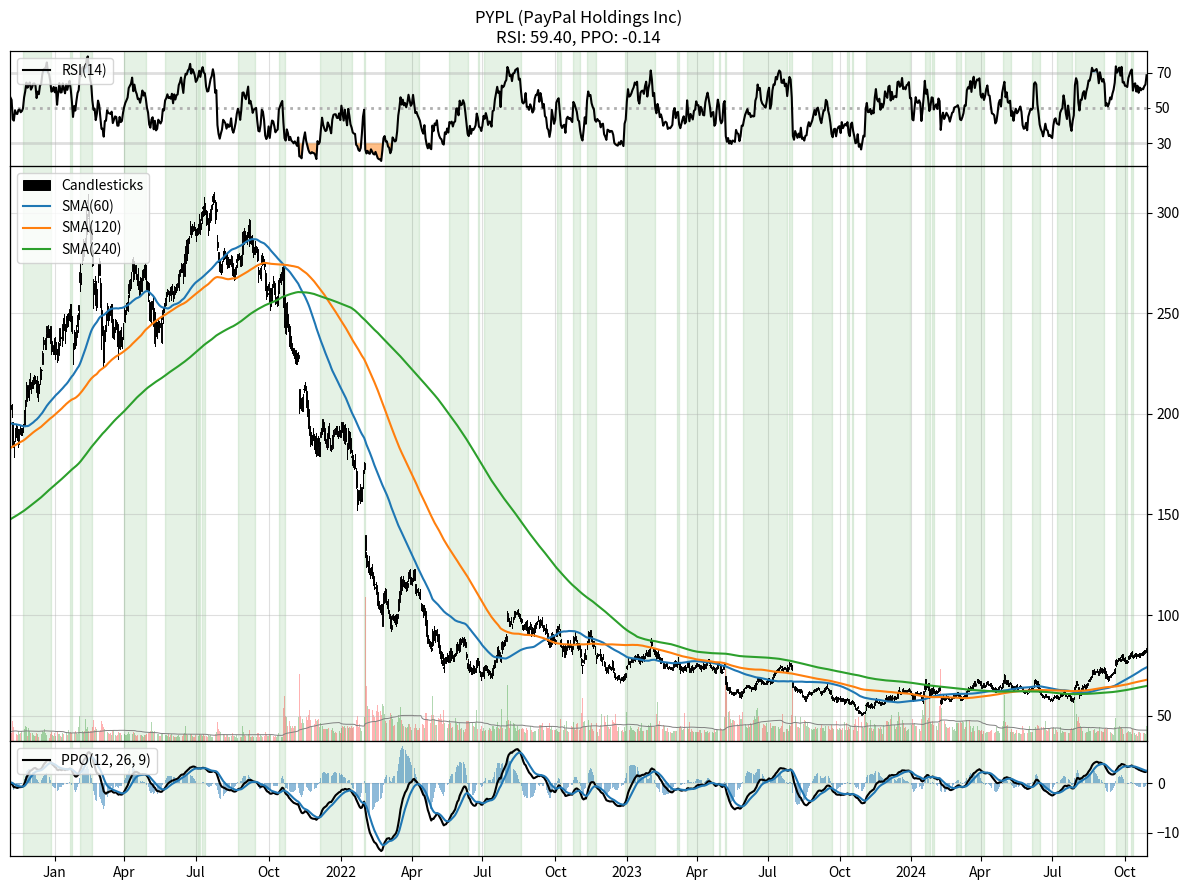 PYPL (PayPal Holdings Inc)
RSI: 59.40, PPO: -0.14
RSI(14)
70
50
30
Candlesticks
SMA(60)
SMA(120)
SMA(240)
300
250
200
150
100
50
PPO(12, 26, 9)
0
−10
Jan Apr Jul Oct 2022 Apr Jul Oct 2023 Apr Jul Oct 2024 Apr Jul Oct